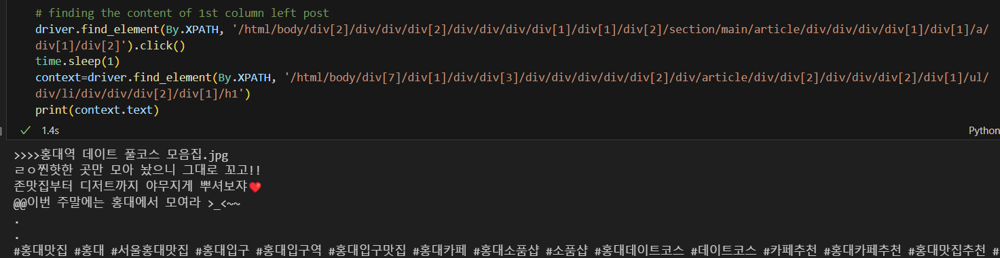 # finding the content of 1st column left post
driver.find_element(By.XPATH, '/html/body/div[2]/div/div/div[2]/div/div/div/div[1]/div[1]/div[2]/section/main/article/div/div/div/div[1]/div[1]/a/
div[1]/div[2]').click()
time.sleep(1)
context=driver.find_element(By.XPATH, '/html/body/div[7]/div[1]/div/div[3]/div/div/div/div/div[2]/div/article/div/div[2]/div/div/div[2]/div[1]/ul/
div/li/div/div/div[2]/div[1]/h1')
print(context.text)
1.4s
Python
>>>>홍대역 데이트 풀코스 모음집.jpg
ㄹㅇ찐핫한 곳만 모아 놨으니 그대로 꼬고!!
존맛집부터 디저트까지 야무지게 뿌셔보쟈❤️
@@이번 주말에는 홍대에서 모여라 >_<~~
.
.
#홍대맛집 #홍대 #서울홍대맛집 #홍대입구 #홍대입구역 #홍대입구맛집 #홍대카페 #홍대소품샵 #소품샵 #홍대데이트코스 #데이트코스 #카페추천 #홍대카페추천 #홍대맛집추천 #